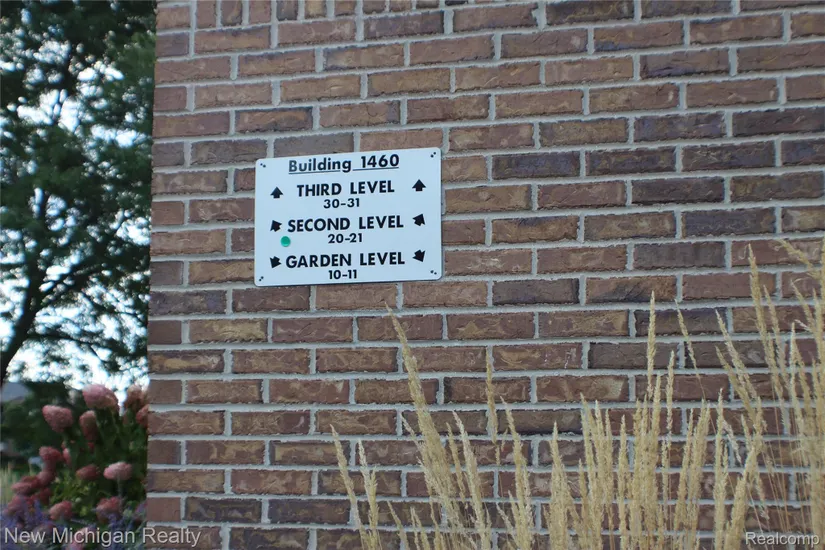 Building 1460
THIRD LEVEL
30-31
SECOND LEVEL
20-21
GARDEN LEVEL
10-11
New Michigan Realty
Realcomp